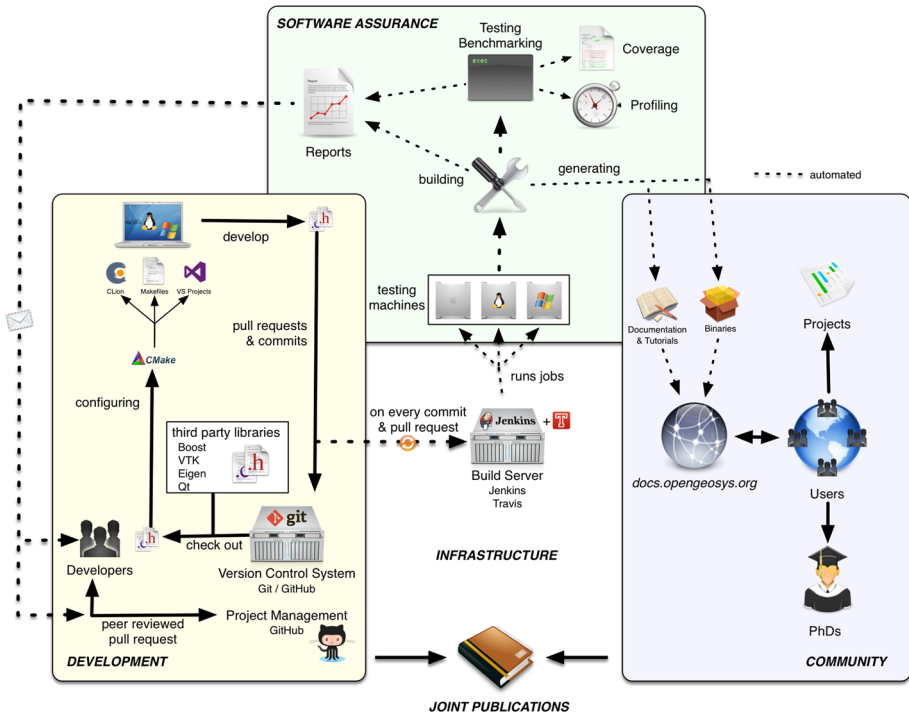 SOFTWARE ASSURANCE
Testing
Benchmarking
exec
Coverage
Profiling
Report
Reports
building
generating
automated
develop
.c
.h
CLion
Makefiles
VS Projects
testing
machines
pull requests
& commits
CMake
runs jobs
configuring
Documentation
& Tutorials
Binaries
Projects
on every commit
& pull request
Jenkins
+
T
third party libraries
Boost
VTK
Eigen
Qt
.c
.h
Build Server
Jenkins
Travis
docs.opengeosys.org
Users
git
.c
.h
check out
Developers
Version Control System
Git / GitHub
INFRASTRUCTURE
peer reviewed
pull request
Project Management
GitHub
PhDs
DEVELOPMENT
COMMUNITY
JOINT PUBLICATIONS